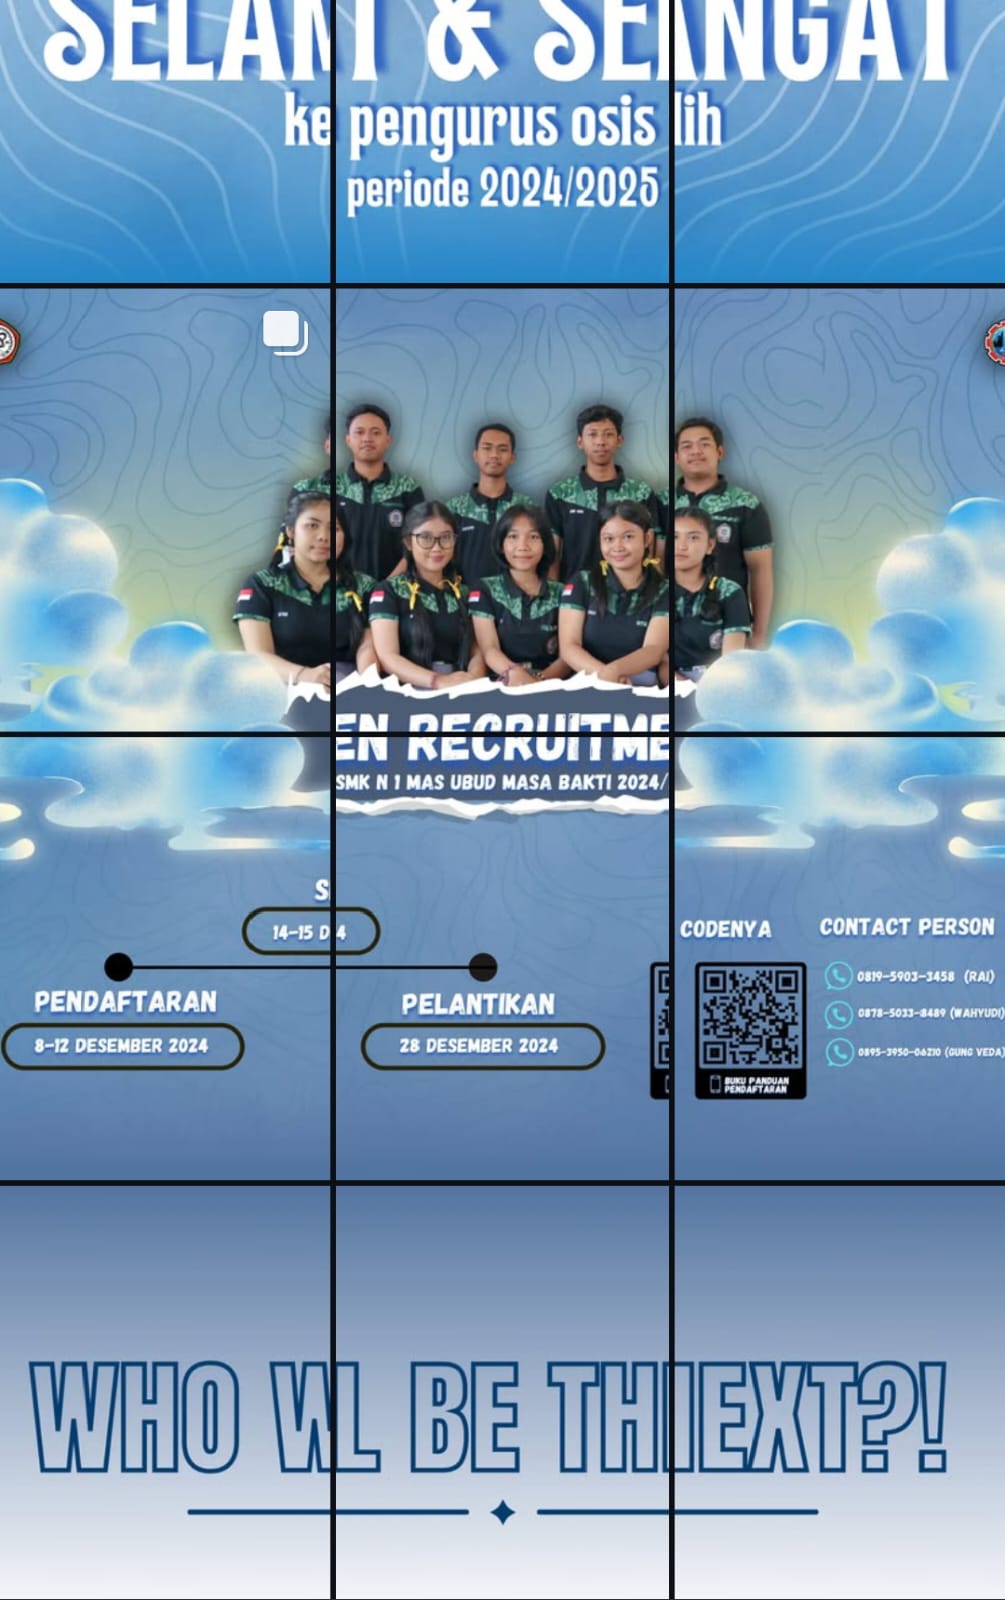 SELAM T & SE ANGAT
ke pengurus osis lih
periode 2024/2025
EN RECRUITME
SMK N 1 MAS UBUD MASA BAKTI 2024/
S
14-15 D 4
PENDAFTARAN
8-12 DESEMBER 2024
PELANTIKAN
28 DESEMBER 2024
CODENYA
BUKU PANDUAN
PENDAFTARAN
CONTACT PERSON
0819-5903-3458 (RAI)
0878-5033-8489 (WAHYUDI)
0895-3950-06210 (GUNG VEDA)
WHO W L BE TH EXT?!